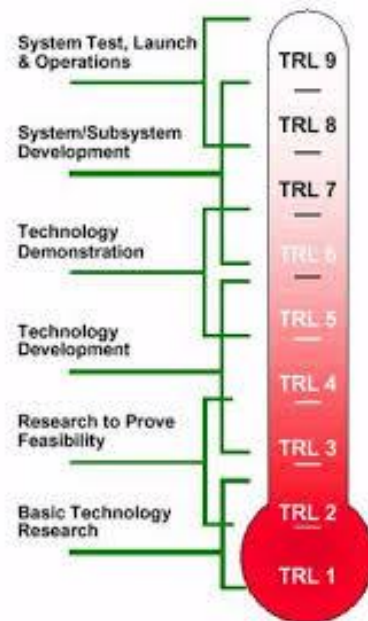 System Test, Launch
& Operations
System/Subsystem
Development
Technology
Demonstration
Technology
Development
Research to Prove
Feasibility
Basic Technology
Research
TRL 9
TRL 8
TRL 7
TRL 6
TRL 5
TRL 4
TRL 3
TRL 2
TRL 1